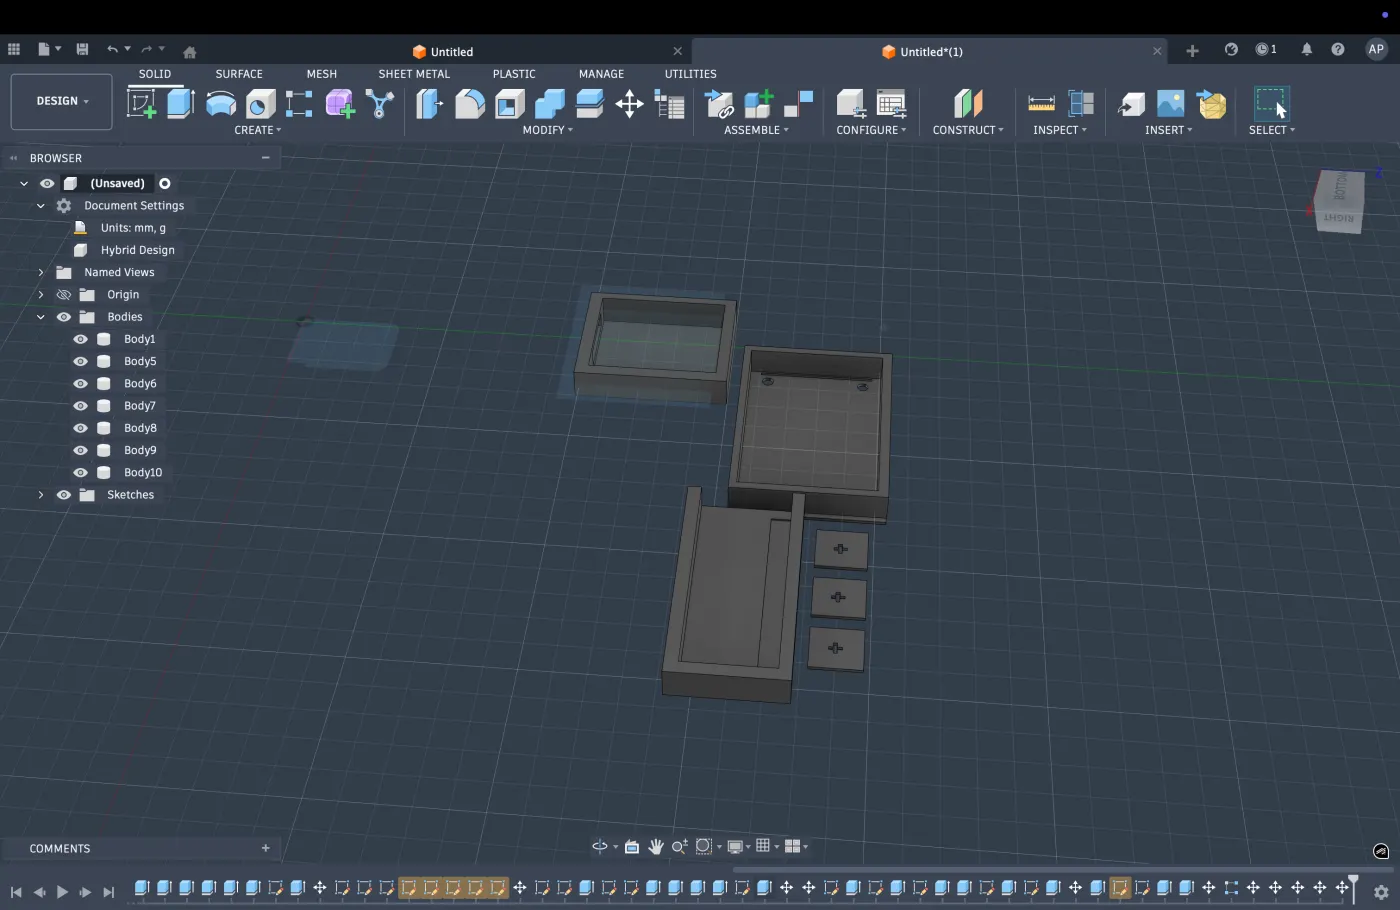 Untitled
Untitled*(1)
1
AP
DESIGN
SOLID
SURFACE
MESH
SHEET METAL
PLASTIC
MANAGE
UTILITIES
CREATE
MODIFY
ASSEMBLE
CONFIGURE
CONSTRUCT
INSPECT
INSERT
SELECT
BROWSER
(Unsaved)
Document Settings
Units: mm, g
Hybrid Design
Named Views
Origin
Bodies
Body1
Body5
Body6
Body7
Body8
Body9
Body10
Sketches
BOTTOM
RIGHT
Z
COMMENTS